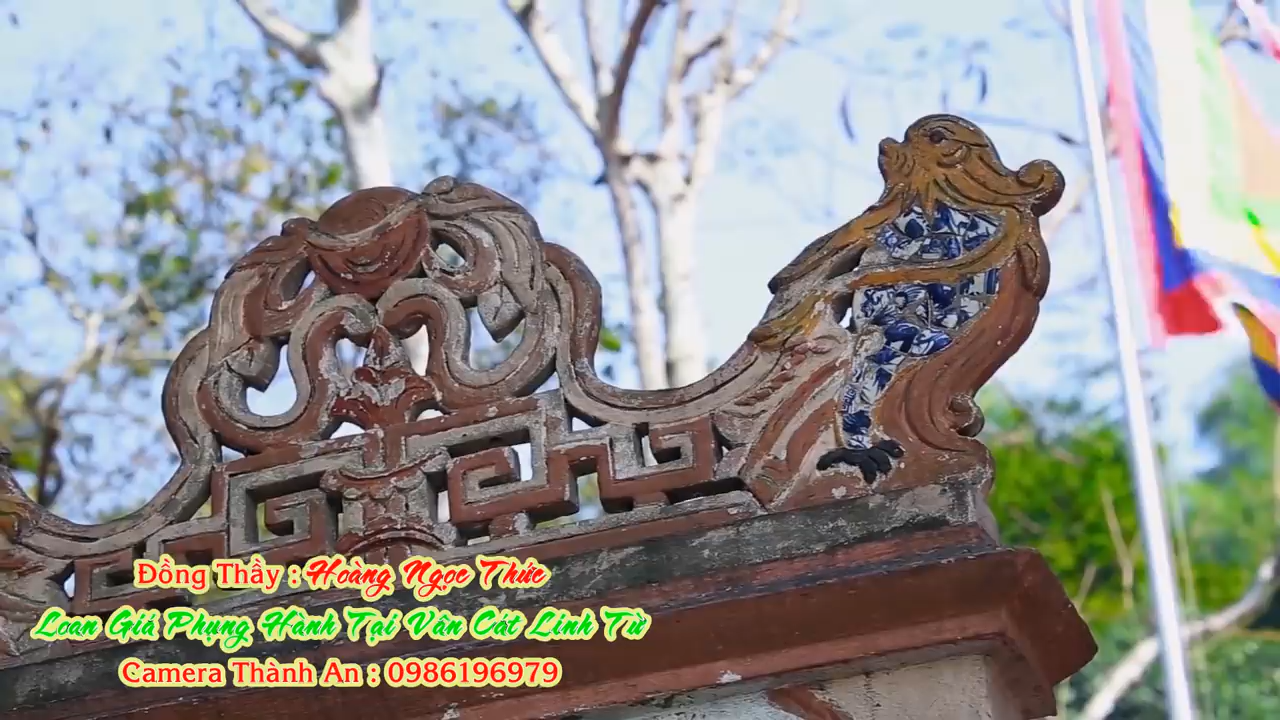 Đồng Thầy : Hoàng Ngọc Thức
Loan Giá Phụng Hành Tại Vân Cát Linh Từ
Camera Thành An : 0986196979